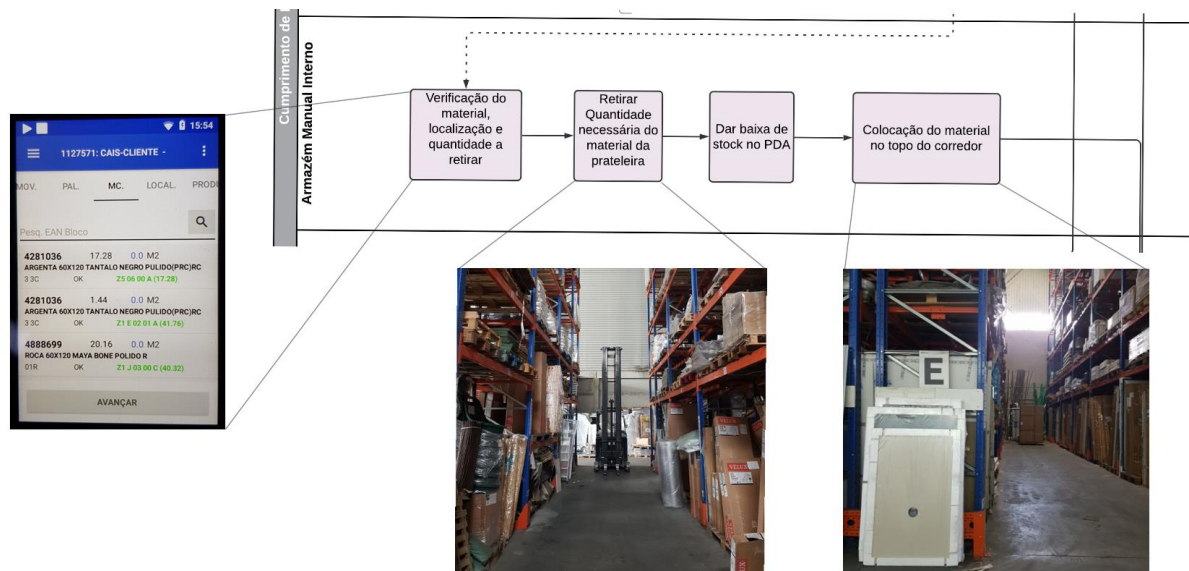 Cumprimento de
Armazém Manual Interno
Verificação do
material,
localização e
quantidade a
retirar
Retirar
Quantidade
necessária do
material da
prateleira
Dar baixa de
stock no PDA
Colocação do material
no topo do corredor
15:54
1127571: CAIS-CLIENTE -
MOV. PAL. MC. LOCAL. PRODU
Pesq. EAN Bloco
4281036 17.28 0.0 M2
ARGENTA 60X120 TANTALO NEGRO PULIDO(PRC)RC
3 3C OK Z5 06 00 A (17.28)
4281036 1.44 0.0 M2
ARGENTA 60X120 TANTALO NEGRO PULIDO(PRC)RC
3 3C OK Z1 E 02 01 A (41.76)
4888699 20.16 0.0 M2
ROCA 60X120 MAYA BONE POLIDO R
01R OK Z1 J 03 00 C (40.32)
AVANÇAR
VELUX
E